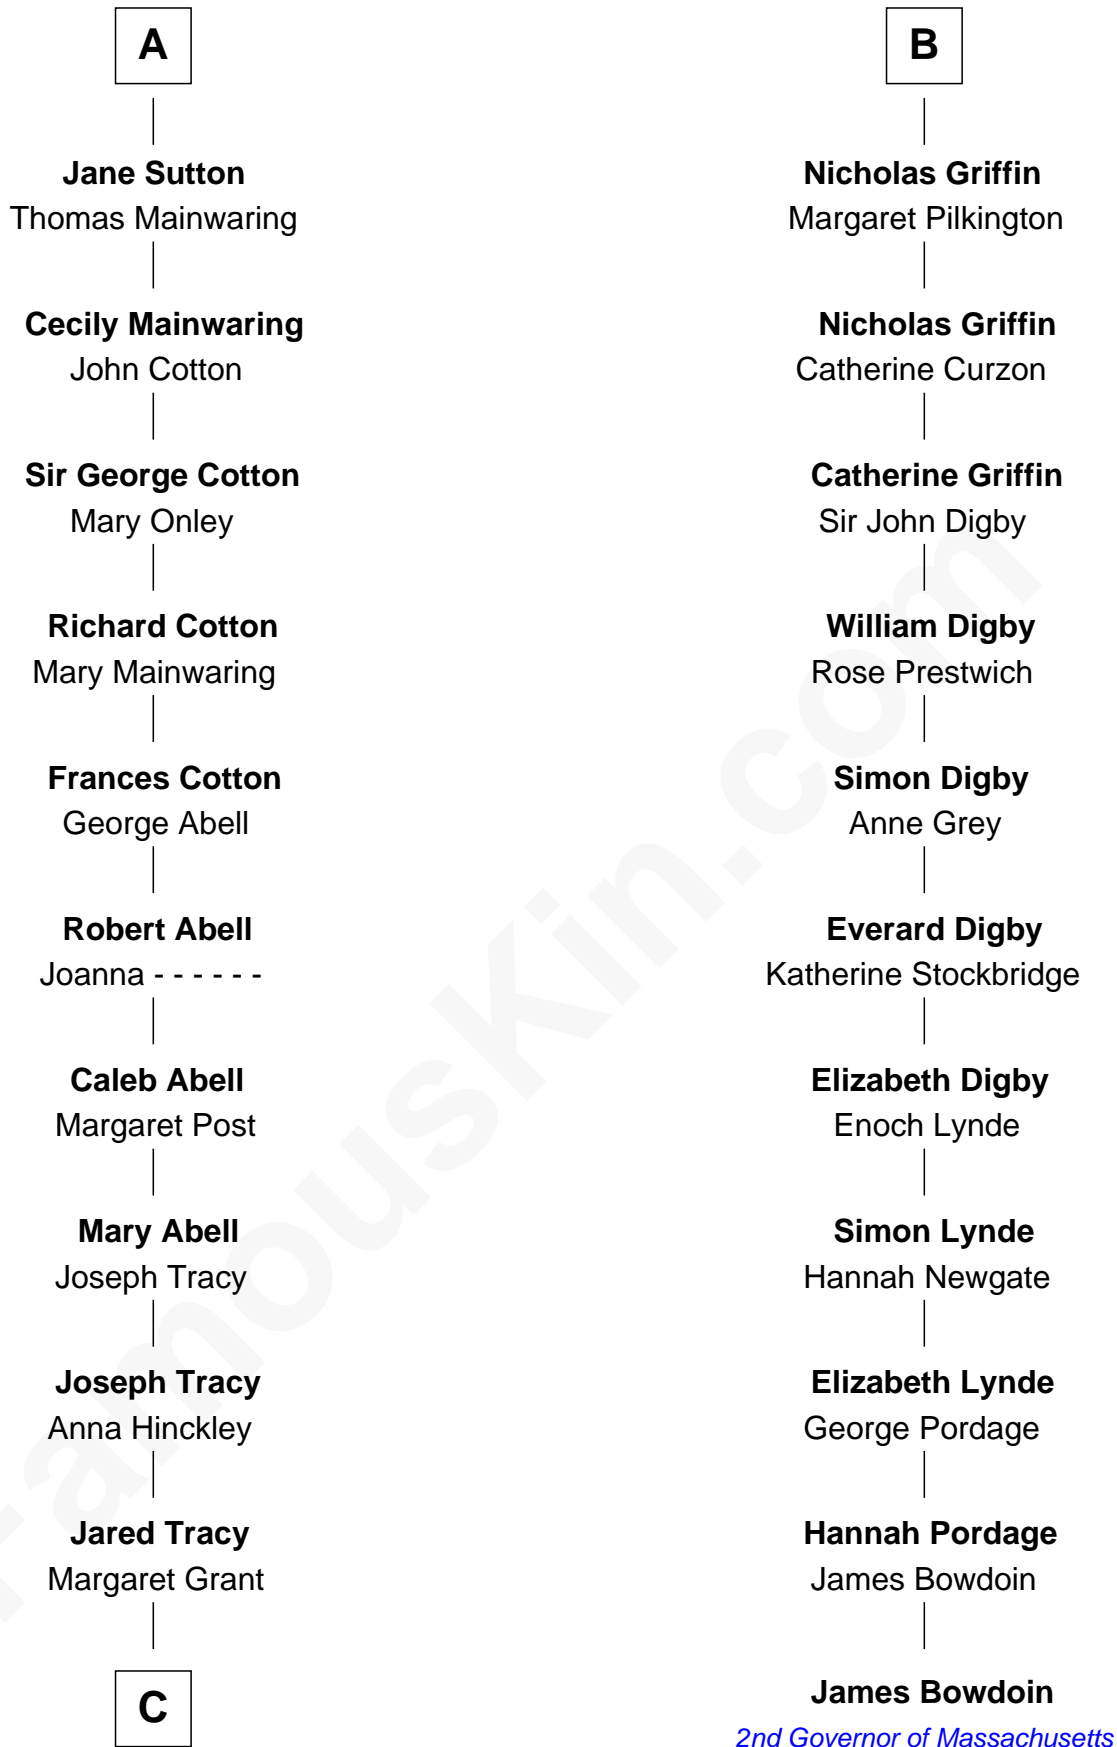 A
Jane Sutton
Thomas Mainwaring
Cecily Mainwaring
John Cotton
Sir George Cotton
Mary Onley
Richard Cotton
Mary Mainwaring
Frances Cotton
George Abell
Robert Abell
Joanna - - - - - -
Caleb Abell
Margaret Post
Mary Abell
Joseph Tracy
Joseph Tracy
Anna Hinckley
Jared Tracy
Margaret Grant
C
B
Nicholas Griffin
Margaret Pilkington
Nicholas Griffin
Catherine Curzon
Catherine Griffin
Sir John Digby
William Digby
Rose Prestwich
Simon Digby
Anne Grey
Everard Digby
Katherine Stockbridge
Elizabeth Digby
Enoch Lynde
Simon Lynde
Hannah Newgate
Elizabeth Lynde
George Pordage
Hannah Pordage
James Bowdoin
James Bowdoin
2nd Governor of Massachusetts
FamousKin.com